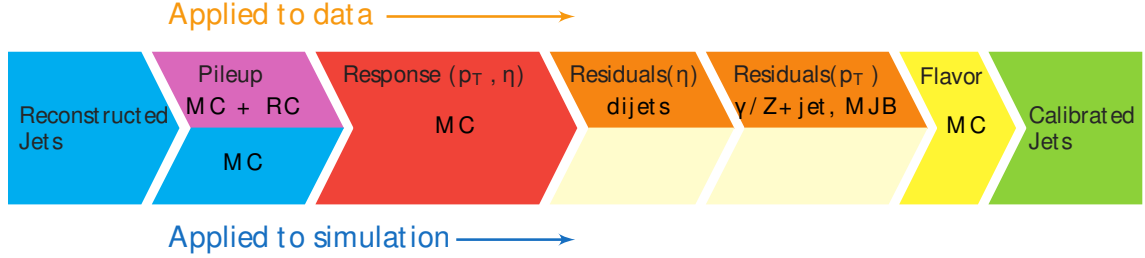 Applied to data
Reconstructed
Jets
Pileup
MC + RC
MC
Response (pT, η)
MC
Residuals(η)
dijets
Residuals(pT)
γ/Z+jet, MJB
Flavor
MC
Calibrated
Jets
Applied to simulation